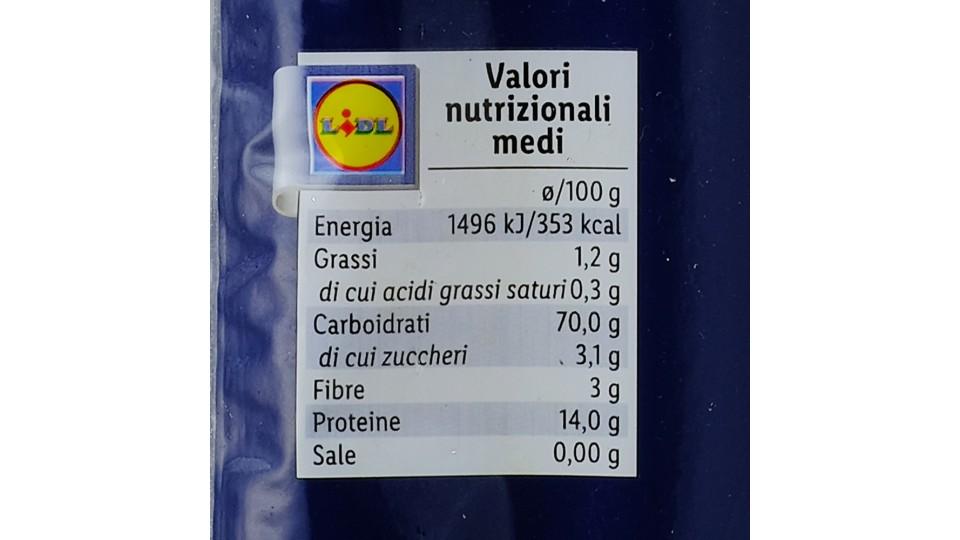 LIDL
Valori
nutrizionali
medi
ø/100 g
Energia 1496 kJ/353 kcal
Grassi 1,2 g
di cui acidi grassi saturi 0,3 g
Carboidrati 70,0 g
di cui zuccheri 3,1 g
Fibre 3 g
Proteine 14,0 g
Sale 0,00 g